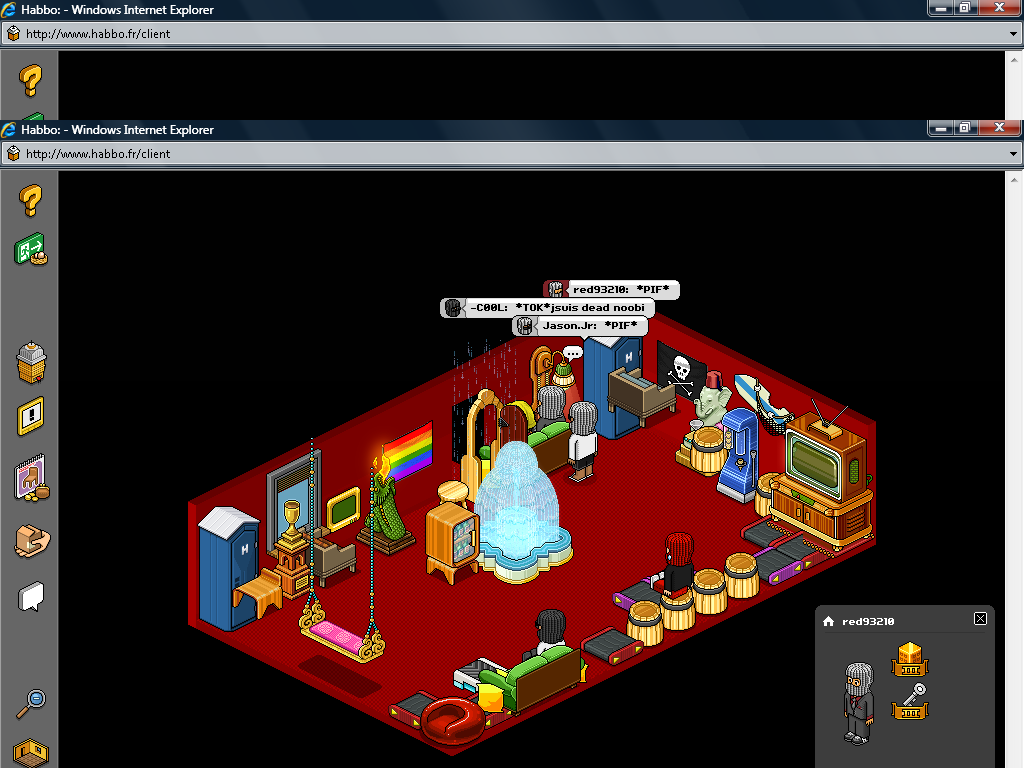 Habbo: - Windows Internet Explorer
http://www.habbo.fr/client
Habbo: - Windows Internet Explorer
http://www.habbo.fr/client
red93210: *PIF*
-C00L: *TOK*jsuis dead noobi
Jason.Jr: *PIF*
H
H
red93210